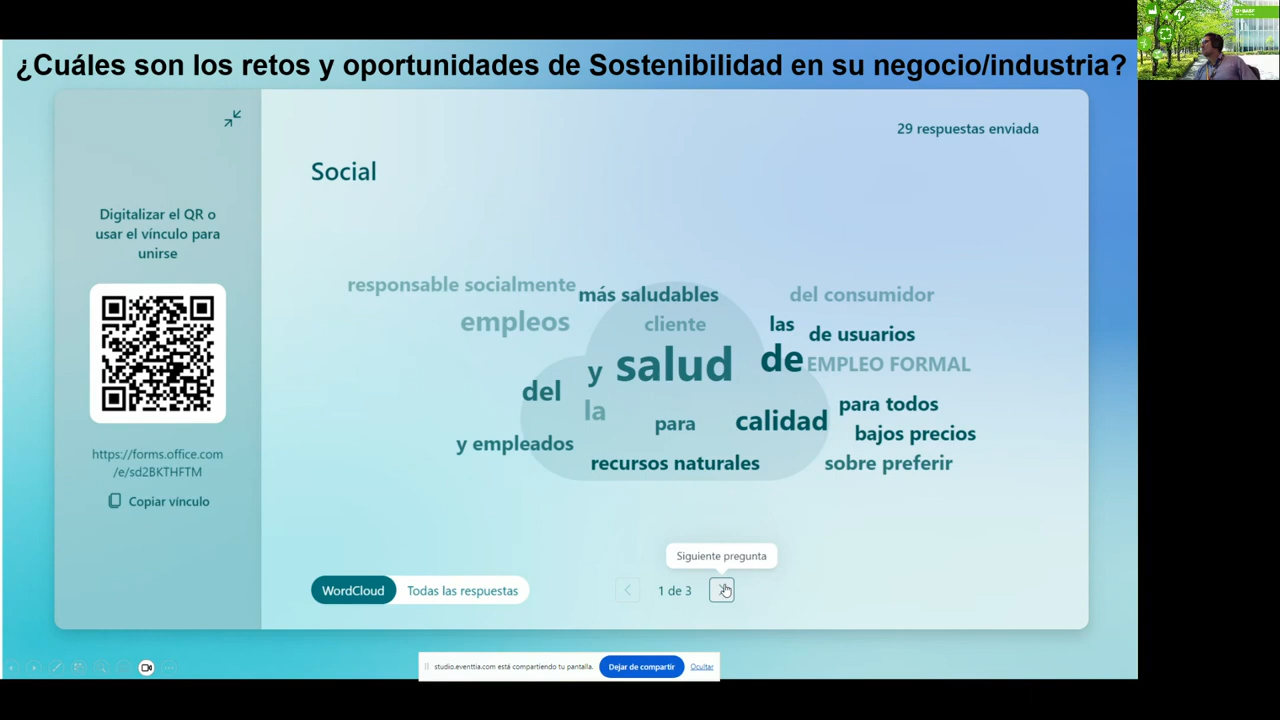 ¿Cuáles son los retos y oportunidades de Sostenibilidad en su negocio/industria?
29 respuestas enviada
Social
Digitalizar el QR o
usar el vínculo para
unirse
https://forms.office.com
/e/sd2BKTHFTM
Copiar vínculo
responsable socialmente
más saludables
del consumidor
empleos
cliente
las
de usuarios
y
salud
de
EMPLEO FORMAL
del
la
para
calidad
para todos
bajos precios
y empleados
recursos naturales
sobre preferir
Siguiente pregunta
WordCloud
Todas las respuestas
1 de 3
studio.eventtia.com está compartiendo tu pantalla.
Dejar de compartir
Ocultar